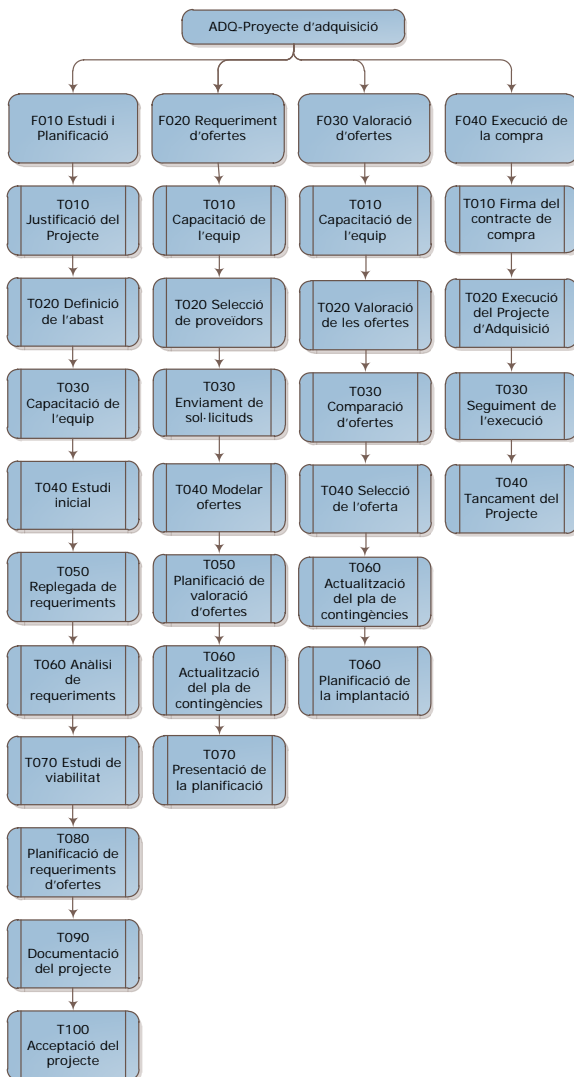 ADQ-Proyecte d'adquisició
F010 Estudi i
Planificació
T010
Justificació del
Projecte
T020 Definició
de l'abast
T030
Capacitació de
l'equip
T040 Estudi
inicial
T050
Replegada de
requeriments
T060 Anàlisi
de
requeriments
T070 Estudi de
viabilitat
T080
Planificació de
requeriments
d'ofertes
T090
Documentació
del projecte
T100
Acceptació del
projecte
F020 Requeriment
d'ofertes
T010
Capacitació de
l'equip
T020 Selecció
de proveïdors
T030
Enviament de
sol·licituds
T040 Modelar
ofertes
T050
Planificació de
valoració
d'ofertes
T060
Actualització
del pla de
contingències
T070
Presentació de
la planificació
F030 Valoració
d'ofertes
T010
Capacitació de
l'equip
T020 Valoració
de les ofertes
T030
Comparació
d'ofertes
T040 Selecció
de l'oferta
T060
Actualització
del pla de
contingències
T060
Planificació de
la implantació
F040 Execució de
la compra
T010 Firma del
contracte de
compra
T020 Execució
del Projecte
d'Adquisició
T030
Seguiment de
l'execució
T040
Tancament del
Projecte